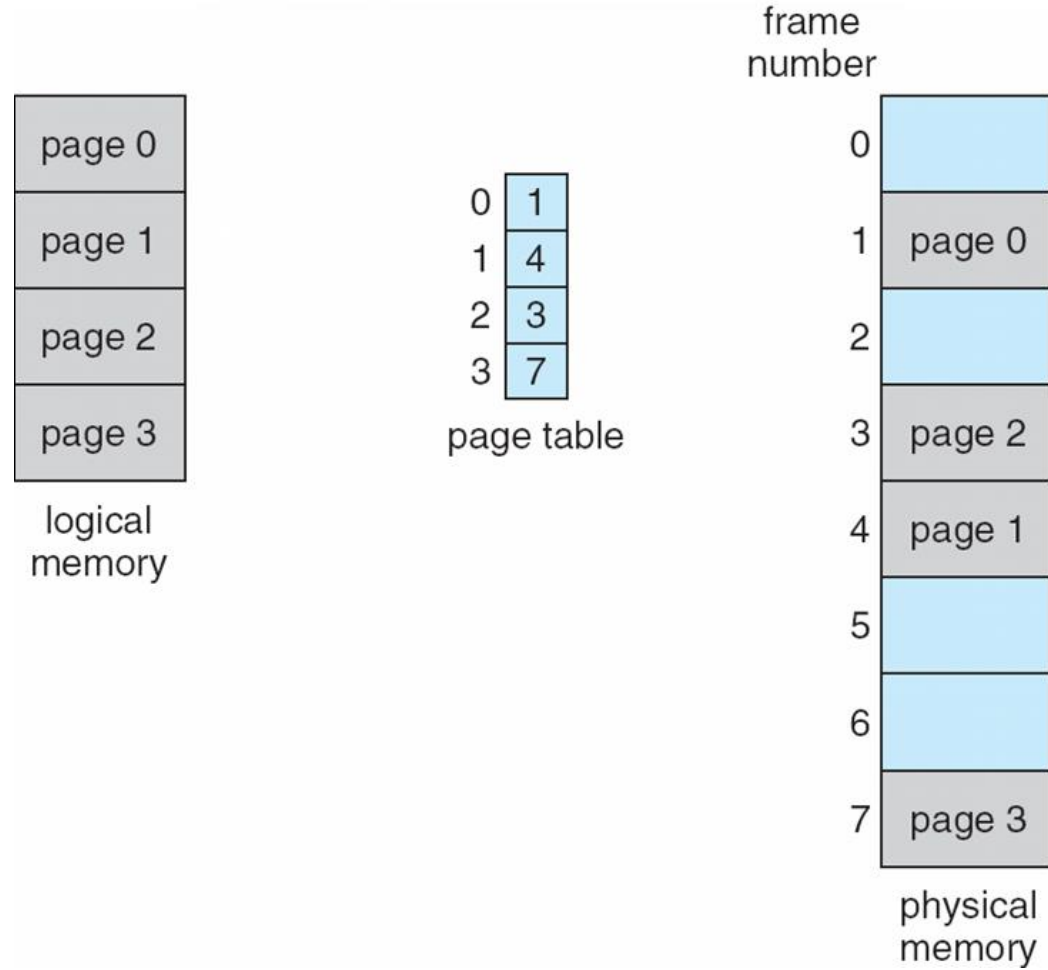 page 0
page 1
page 2
page 3
logical
memory
0 1
1 4
2 3
3 7
page table
frame
number
0
1 page 0
2
3 page 2
4 page 1
5
6
7 page 3
physical
memory